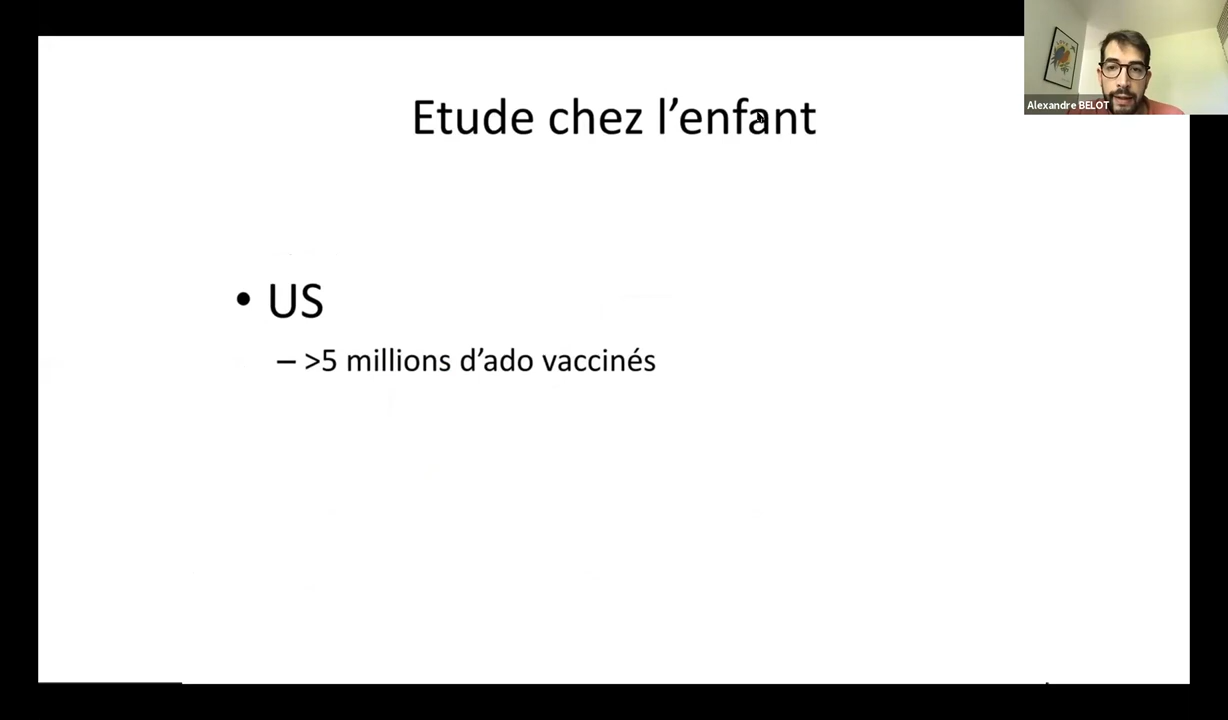 Etude chez l’enfant
Alexandre BELOT
• US
– >5 millions d’ado vaccinés